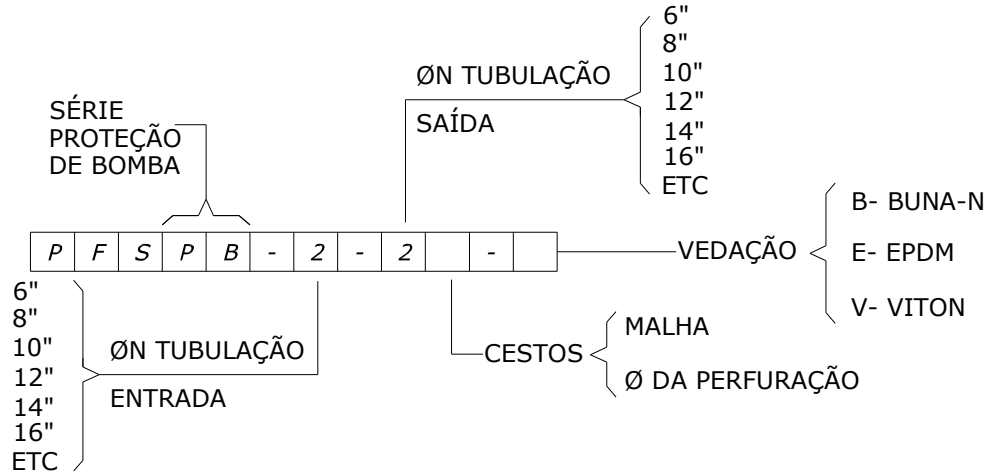 6"
8"
10"
12"
14"
16"
ETC
ØN TUBULAÇÃO
SAÍDA
SÉRIE
PROTEÇÃO
DE BOMBA
P F S P B - 2 - 2 -
VEDAÇÃO
B- BUNA-N
E- EPDM
V- VITON
6"
8"
10"
12"
14"
16"
ETC
ØN TUBULAÇÃO
ENTRADA
CESTOS
MALHA
Ø DA PERFURAÇÃO